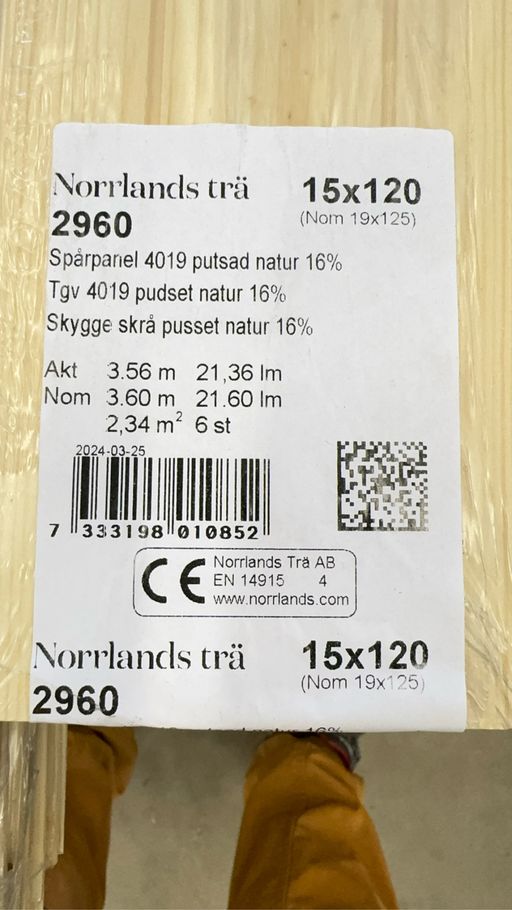 Norrlands trä 15x120
2960 (Nom 19x125)
Spårpanel 4019 putsad natur 16%
Tgv 4019 pudset natur 16%
Skygge skrå pusset natur 16%
Akt 3.56 m 21,36 lm
Nom 3.60 m 21.60 lm
2,34 m² 6 st
2024-03-25
7 333198 010852
CE Norrlands Trä AB
EN 14915 4
www.norrlands.com
Norrlands trä 15x120
2960 (Nom 19x125)